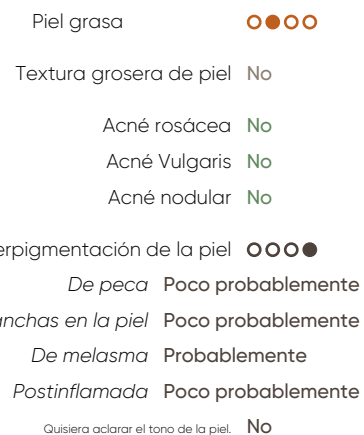 Piel grasa
Textura grosera de piel No
Acné rosácea No
Acné Vulgaris No
Acné nodular No
erpigmentación de la piel
De peca Poco probablemente
anchas en la piel Poco probablemente
De melasma Probablemente
Postinflamada Poco probablemente
Quisiera aclarar el tono de la piel. No